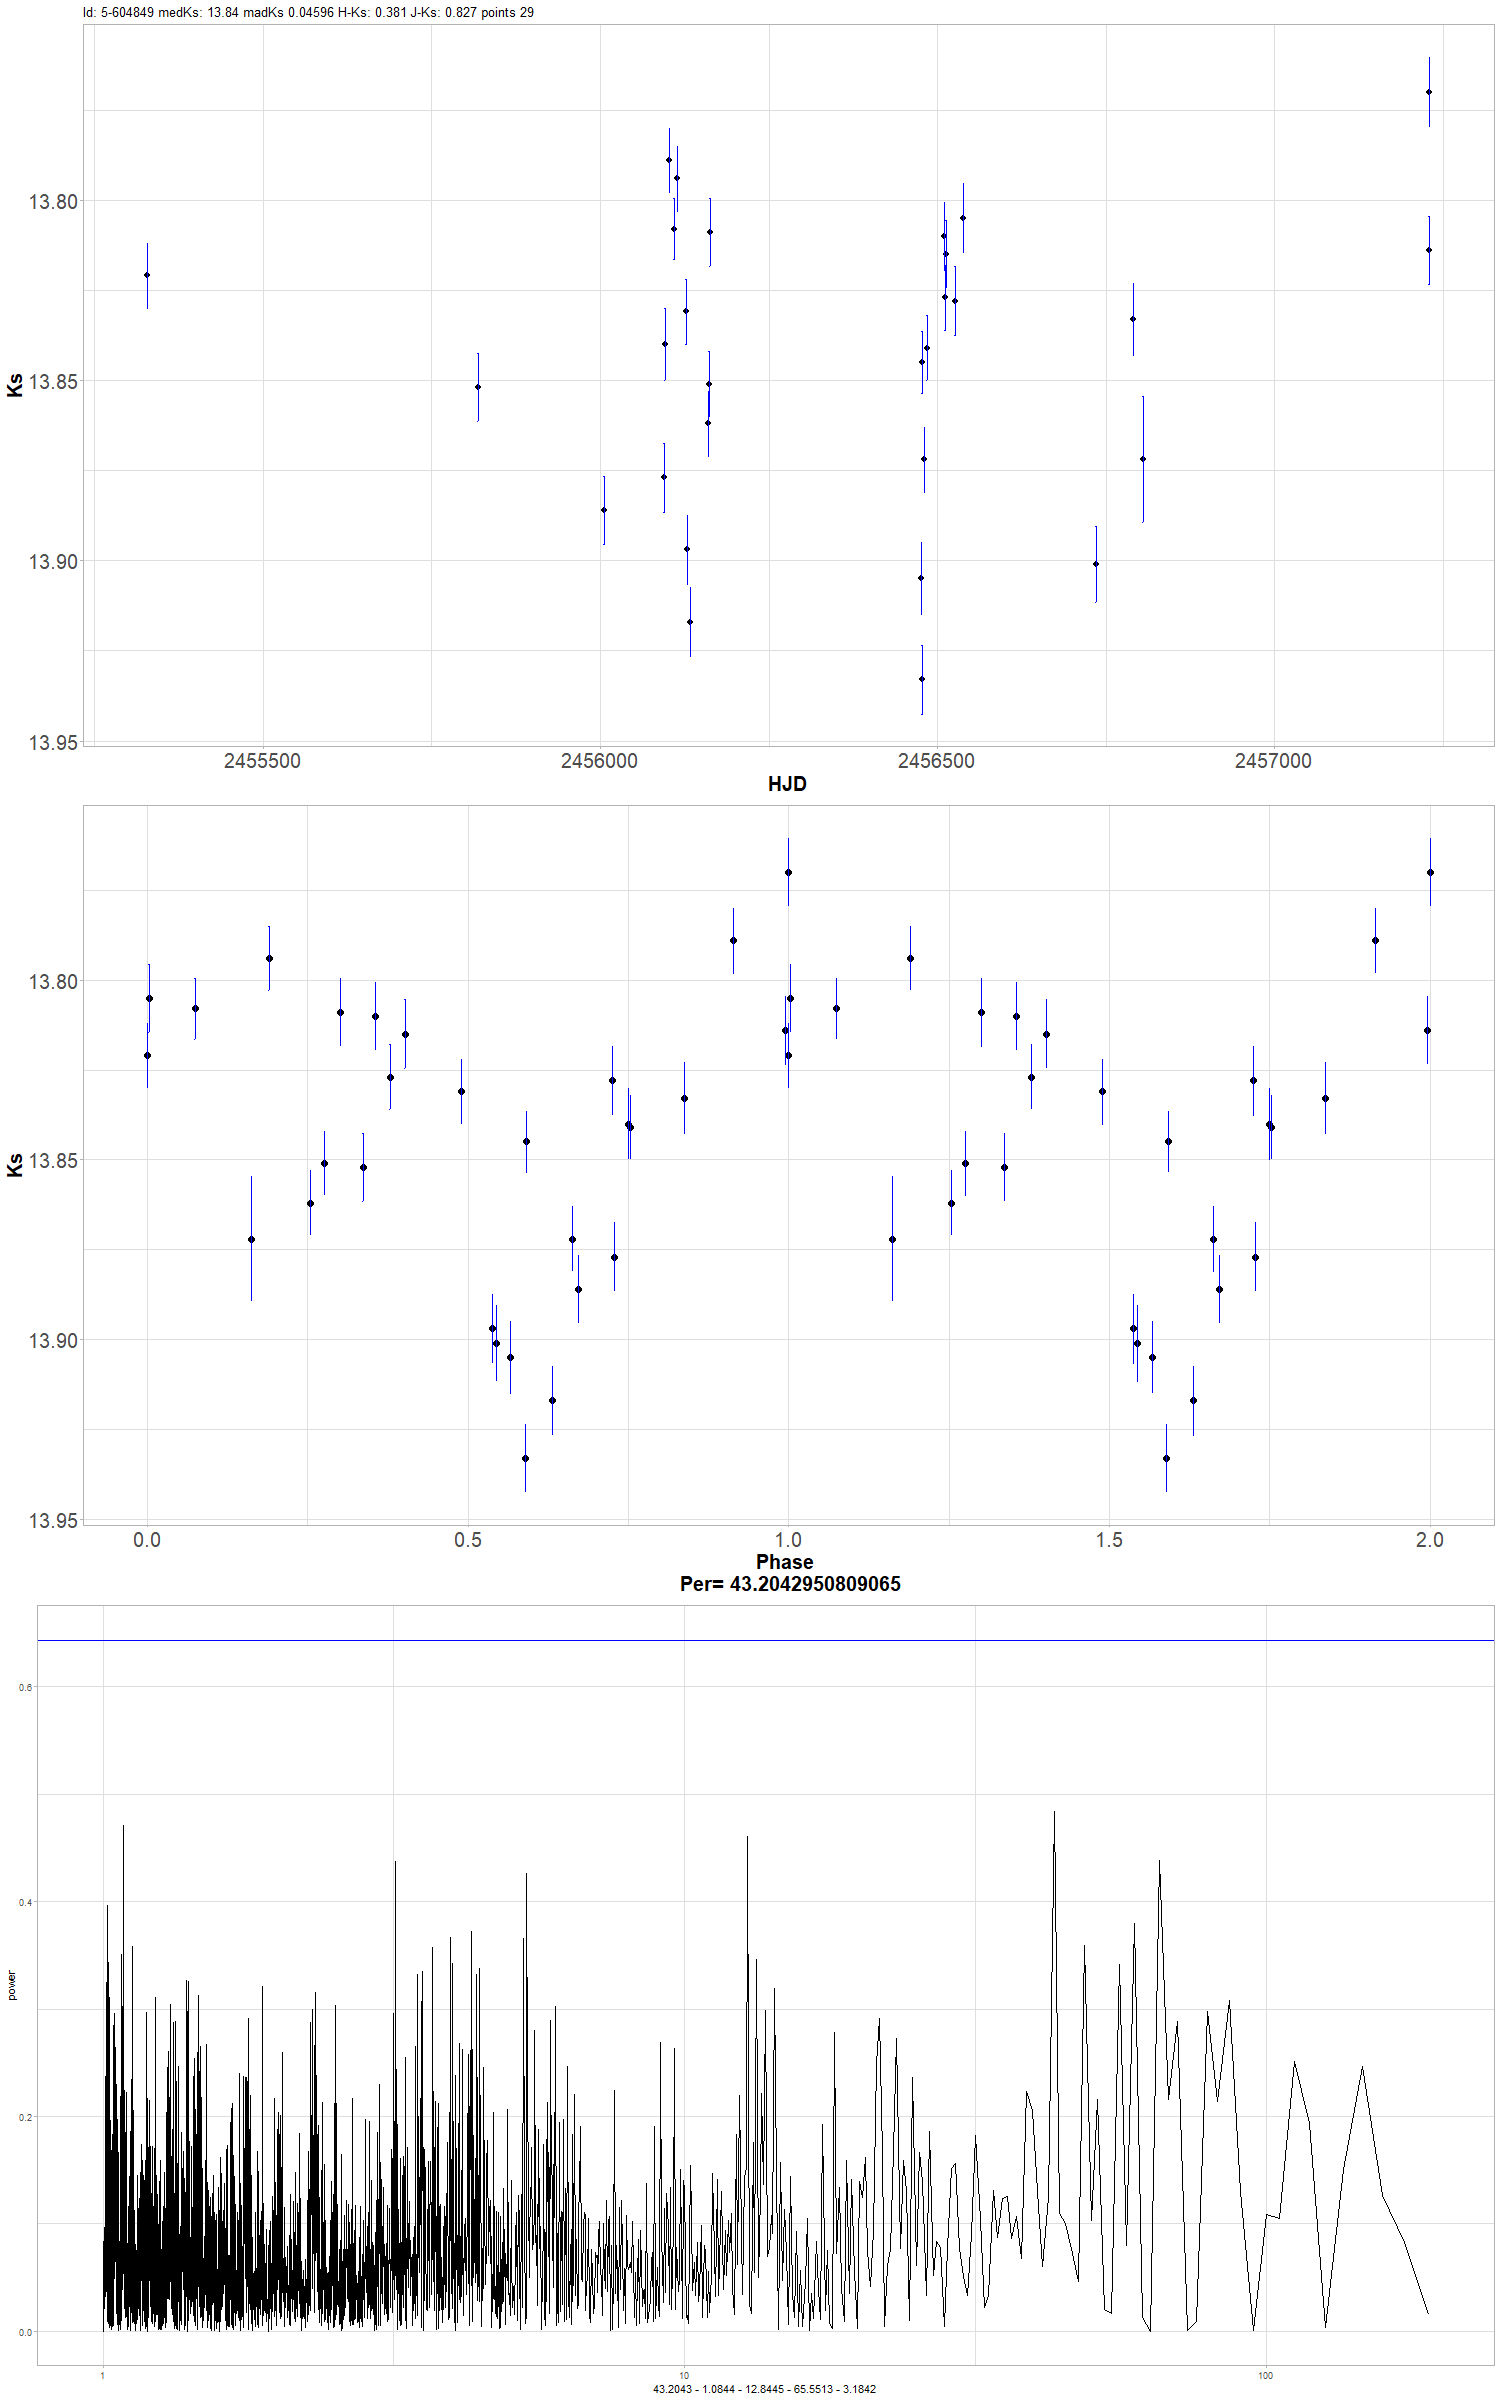 Id: 5-604849 medKs: 13.84 madKs 0.04596 H-Ks: 0.381 J-Ks: 0.827 points 29
13.80
13.85
13.90
13.95
Ks
2455500 2456000 2456500 2457000
HJD
13.80
13.85
13.90
13.95
Ks
0.0 0.5 1.0 1.5 2.0
Phase
Per= 43.2042950809065
0.6
0.4
0.2
0.0
power
1 10 100
43.2043 - 1.0844 - 12.8445 - 65.5513 - 3.1842